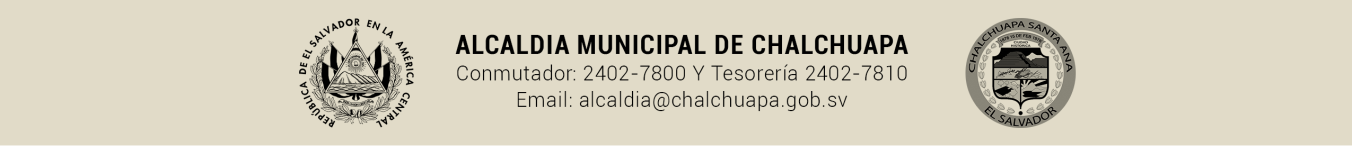 REPÚBLICA DE EL SALVADOR EN LA AMÉRICA CENTRAL
ALCALDIA MUNICIPAL DE CHALCHUAPA
Conmutador: 2402-7800 Y Tesorería 2402-7810
Email: alcaldia@chalchuapa.gob.sv
CHALCHUAPA SANTA ANA
EL SALVADOR